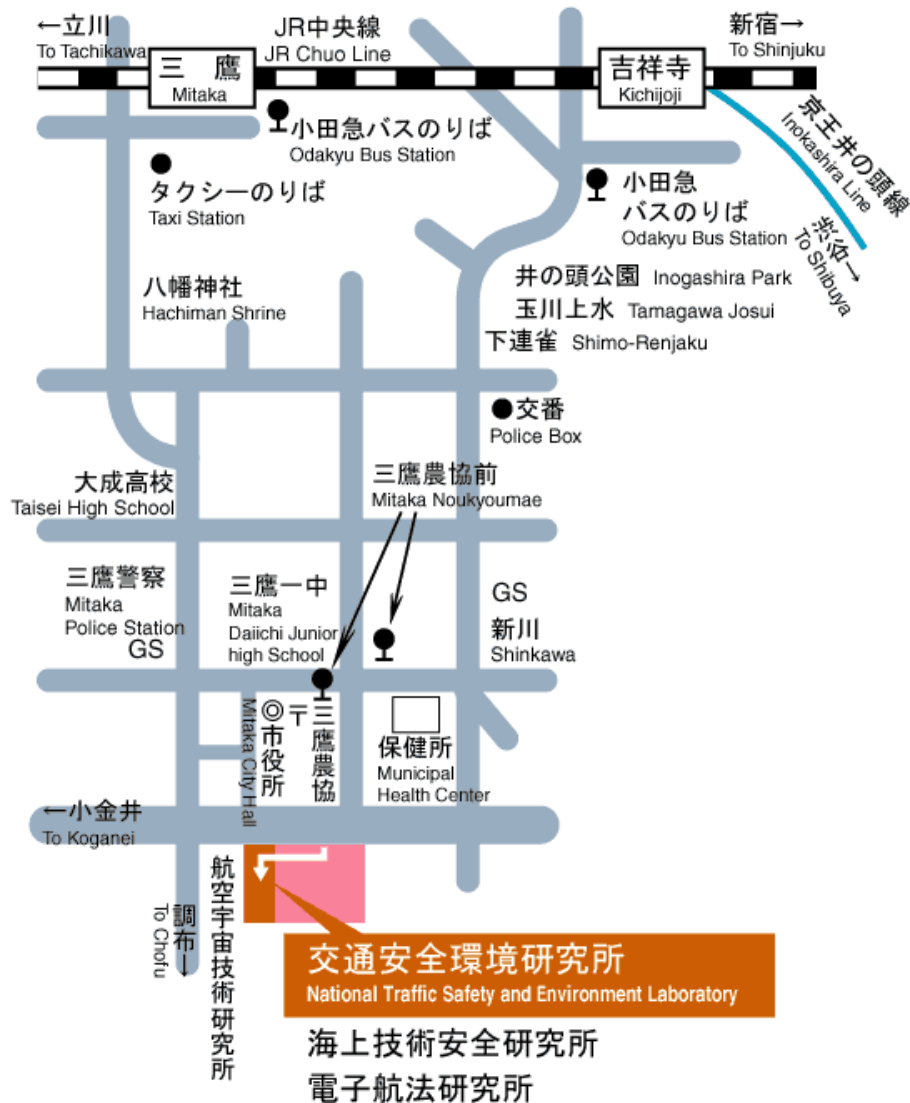 ←立川
To Tachikawa
JR中央線
JR Chuo Line
新宿→
To Shinjuku
三 鷹
Mitaka
吉祥寺
Kichijoji
京王井の頭線
Inokashira Line
渋谷→
To Shibuya
小田急バスのりば
Odakyu Bus Station
タクシーのりば
Taxi Station
小田急
バスのりば
Odakyu Bus Station
井の頭公園 Inogashira Park
玉川上水 Tamagawa Josui
下連雀 Shimo-Renjaku
八幡神社
Hachiman Shrine
交番
Police Box
大成高校
Taisei High School
三鷹農協前
Mitaka Noukyoumae
三鷹警察
Mitaka
Police Station
GS
三鷹一中
Mitaka
Daiichi Junior
high School
GS
新川
Shinkawa
Mitaka City Hall
◎市役所
〒
三鷹農協
保健所
Municipal
Health Center
←小金井
To Koganei
調布→
To Chofu
航空宇宙技術研究所
交通安全環境研究所
National Traffic Safety and Environment Laboratory
海上技術安全研究所
電子航法研究所